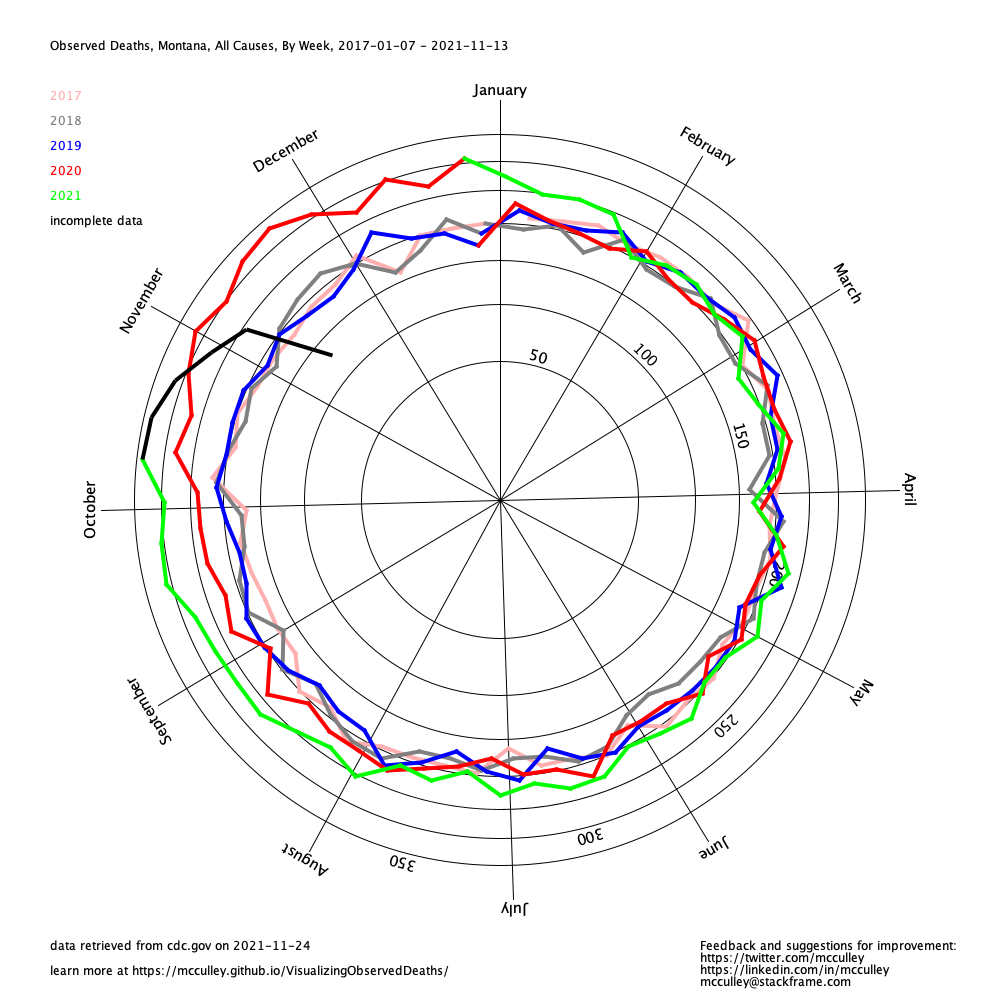 Observed Deaths, Montana, All Causes, By Week, 2017-01-07 - 2021-11-13
2017
2018
2019
2020
2021
incomplete data
January
February
March
April
May
June
July
August
September
October
November
December
50
100
150
200
250
300
350
data retrieved from cdc.gov on 2021-11-24
learn more at https://mcculley.github.io/VisualizingObservedDeaths/
Feedback and suggestions for improvement:
https://twitter.com/mcculley
https://linkedin.com/in/mcculley
mcculley@stackframe.com